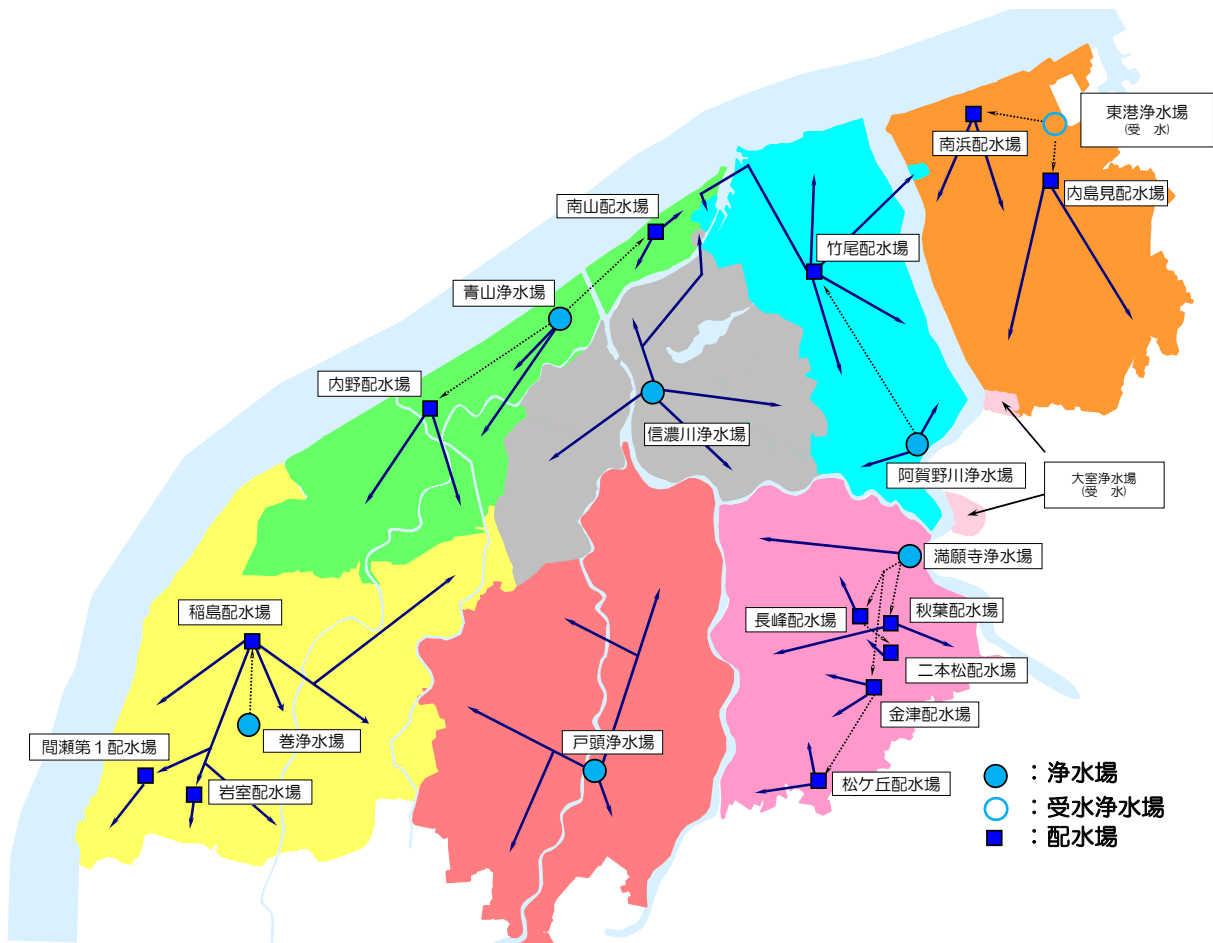 東港浄水場
(受　水)
南浜配水場
内島見配水場
南山配水場
竹尾配水場
青山浄水場
内野配水場
信濃川浄水場
阿賀野川浄水場
大室浄水場
(受　水)
満願寺浄水場
稲島配水場
長峰配水場
秋葉配水場
二本松配水場
金津配水場
間瀬第１配水場
巻浄水場
戸頭浄水場
岩室配水場
松ケ丘配水場
：浄水場
：受水浄水場
：配水場